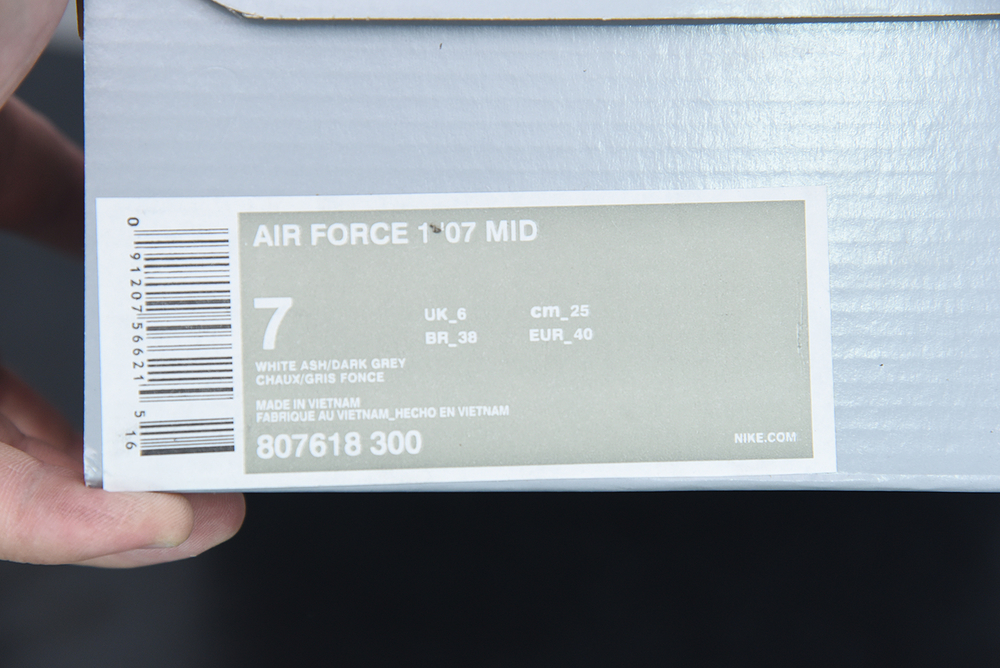 AIR FORCE 1 '07 MID
7
UK_6 cm_25
BR_38 EUR_40
WHITE ASH/DARK GREY
CHAUX/GRIS FONCE
MADE IN VIETNAM
FABRIQUE AU VIETNAM_HECHO EN VIETNAM
807618 300
NIKE.COM
0 91207 56621 5 16